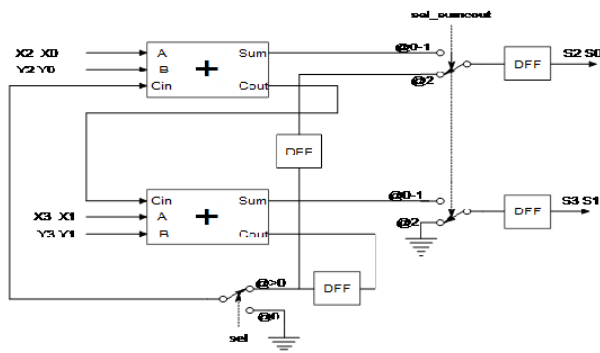 sel_sumcout
X2 X0
Y2 Y0
A
B
Cin
+
Sum
Cout
@0-1
@2
DFF
S2 S0
DFF
X3 X1
Y3 Y1
Cin
A
B
+
Sum
Cout
@0-1
@2
DFF
S3 S1
@>0
@0
DFF
sel